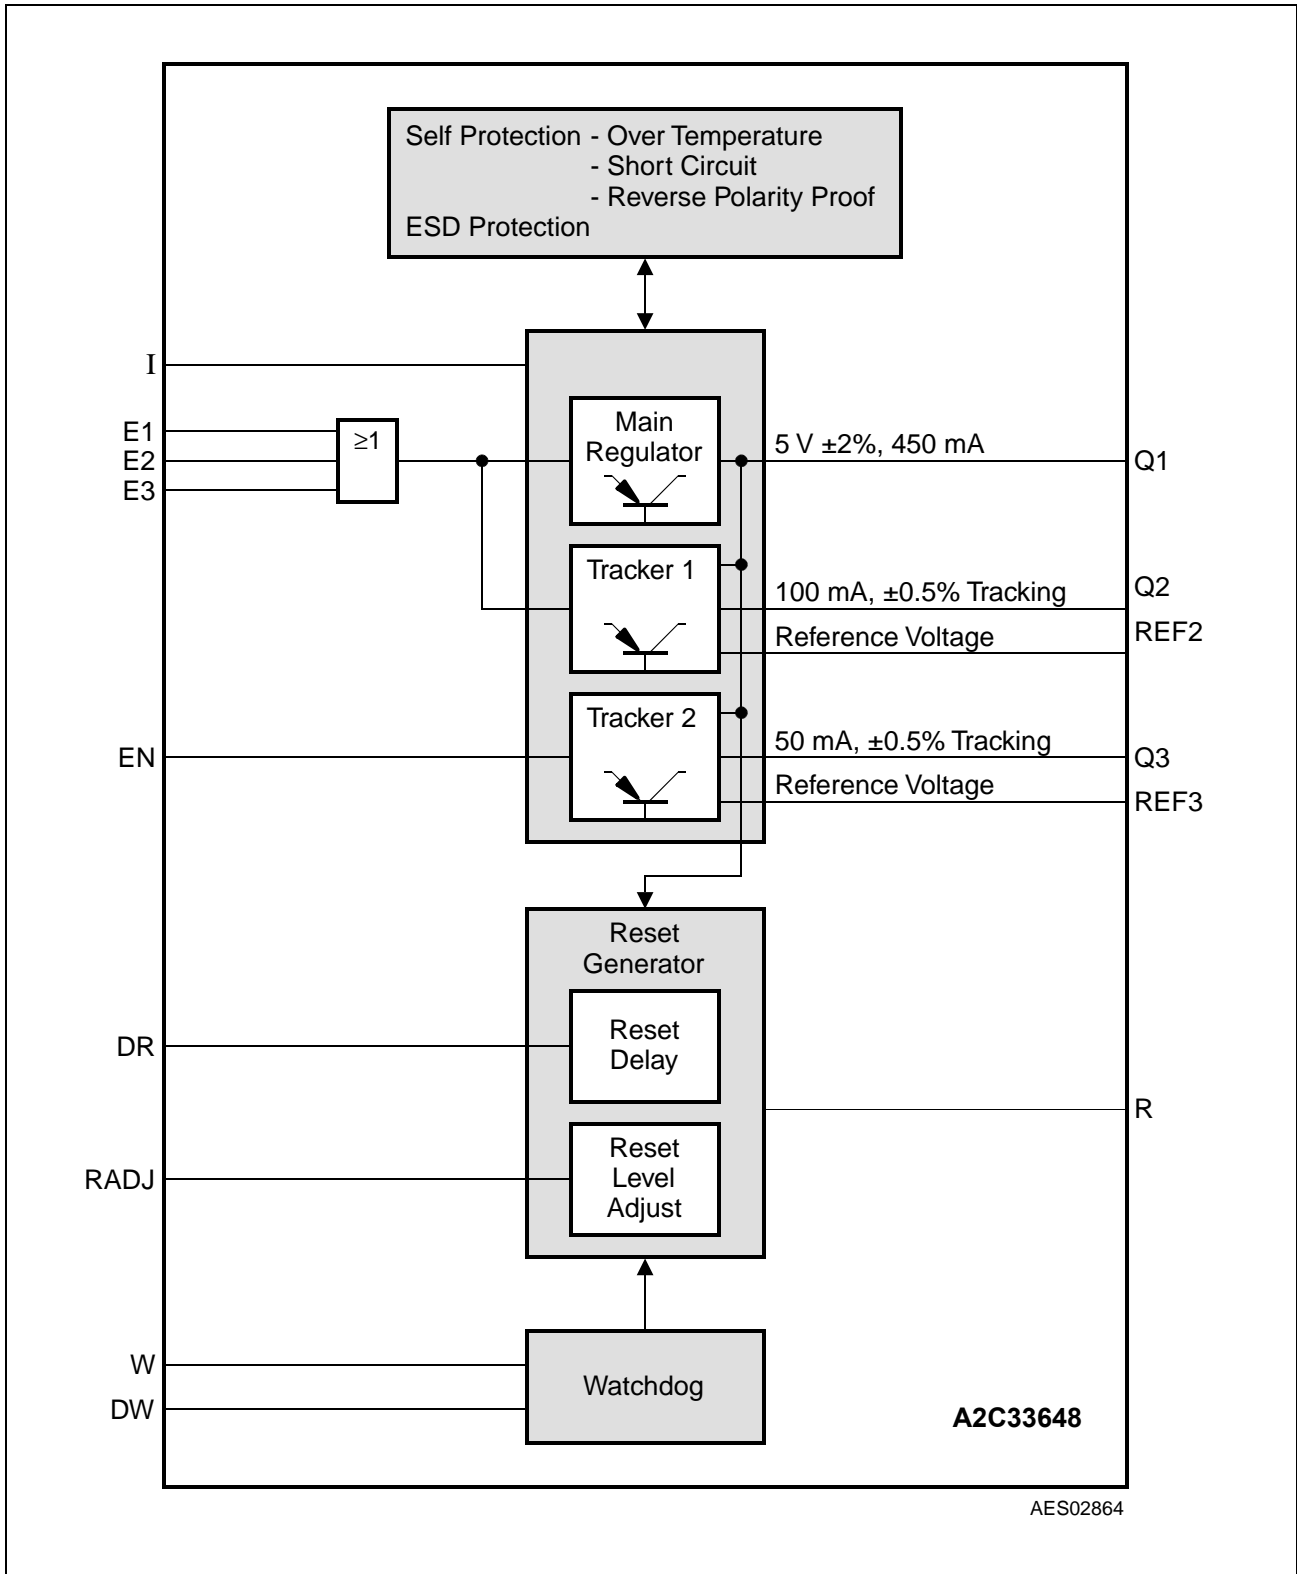 Self Protection - Over Temperature
- Short Circuit
- Reverse Polarity Proof
ESD Protection
I
E1
E2
E3
≥1
Main
Regulator
5 V ±2%, 450 mA
Q1
Tracker 1
100 mA, ±0.5% Tracking
Q2
Reference Voltage
REF2
EN
Tracker 2
50 mA, ±0.5% Tracking
Q3
Reference Voltage
REF3
Reset
Generator
DR
Reset
Delay
R
RADJ
Reset
Level
Adjust
W
DW
Watchdog
A2C33648
AES02864